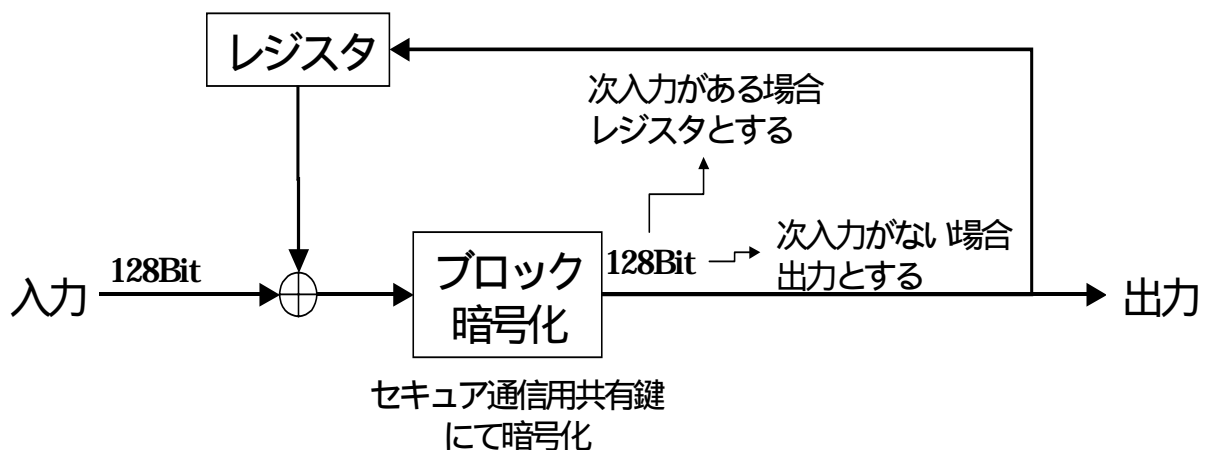 レジスタ
次入力がある場合
レジスタとする
入力
128Bit
ブロック
暗号化
128Bit
次入力がない場合
出力とする
出力
セキュア通信用共有鍵
にて暗号化